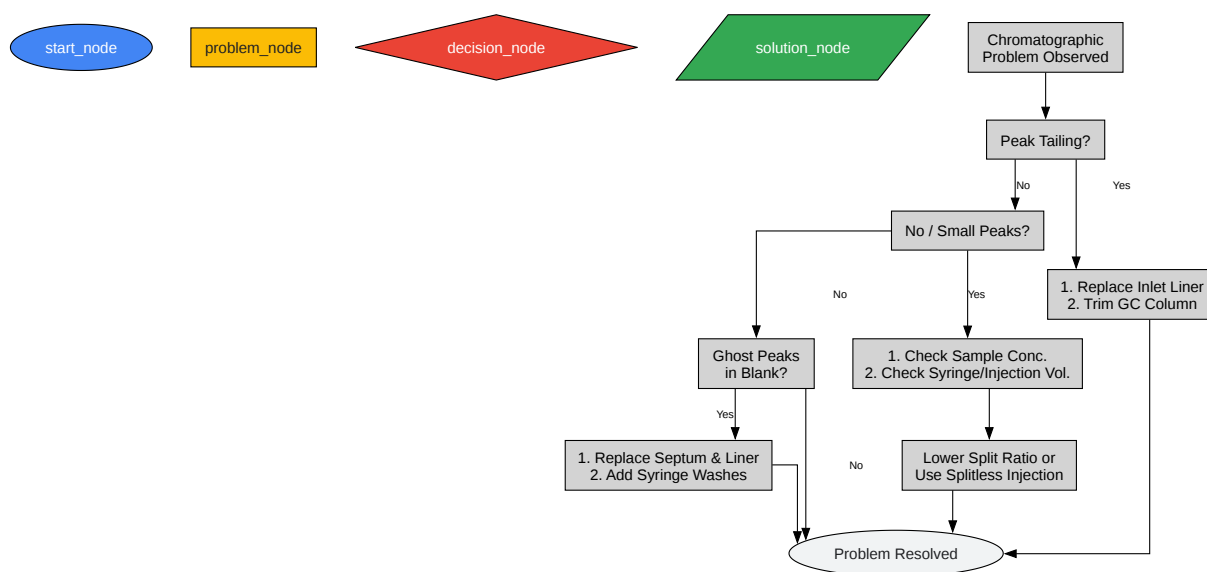 start_node
problem_node
decision_node
solution_node
Chromatographic
Problem Observed
Peak Tailing?
No
Yes
No / Small Peaks?
1. Replace Inlet Liner
2. Trim GC Column
No
Yes
Ghost Peaks
in Blank?
1. Check Sample Conc.
2. Check Syringe/Injection Vol.
Yes
1. Replace Septum & Liner
2. Add Syringe Washes
No
Lower Split Ratio or
Use Splitless Injection
Problem Resolved